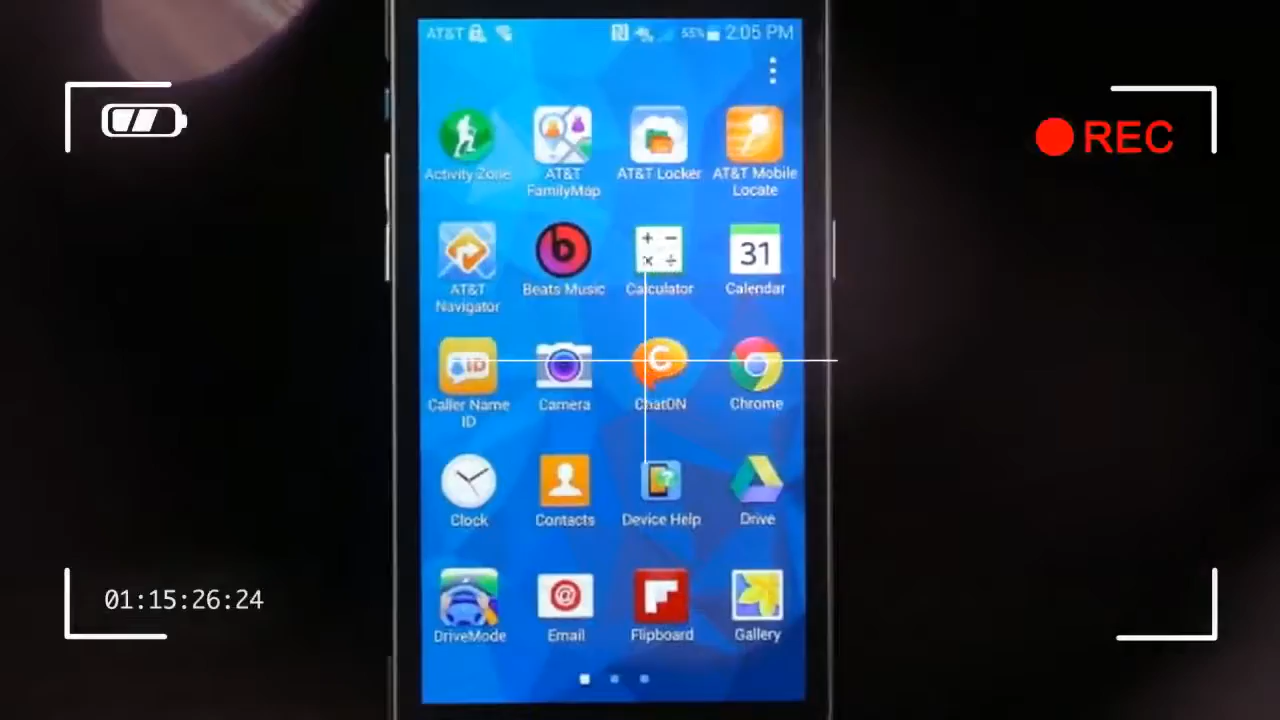 AT&T 55% 2:05 PM
REC
Activity Zone
AT&T FamilyMap
AT&T Locker
AT&T Mobile Locate
AT&T Navigator
Beats Music
Calculator
31
Calendar
ID
Caller Name ID
Camera
C
ChatON
Chrome
Clock
Contacts
?
Device Help
Drive
DriveMode
@
Email
Flipboard
Gallery
01:15:26:24